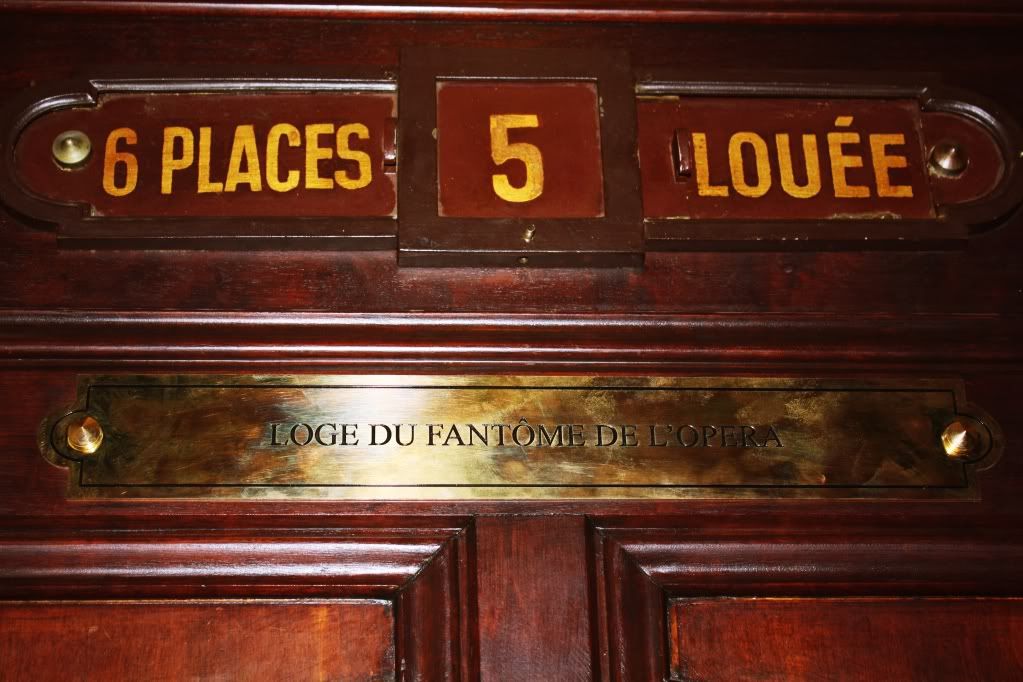 6 PLACES 5 LOUÉE
LOGE DU FANTÔME DE L'OPERA